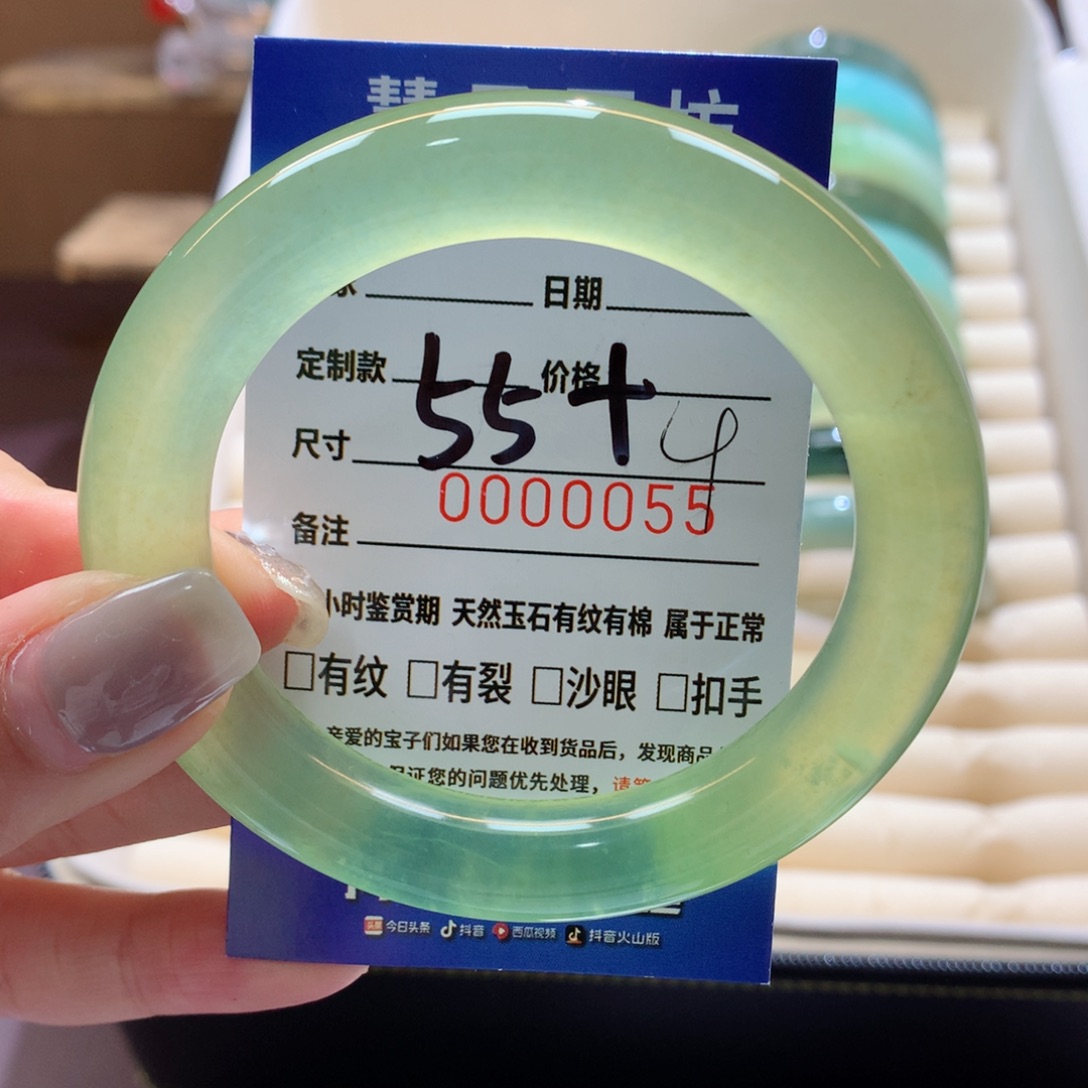 日期
定制款 55+ 价格
尺寸
0000055
备注
小时鉴赏期 天然玉石有纹有棉 属于正常
□有纹 □有裂 □沙眼 □扣手
亲爱的宝子们如果您在收到货品后，发现商品
证您的问题优先处理，请
今日头条 抖音 西瓜视频 抖音火山版